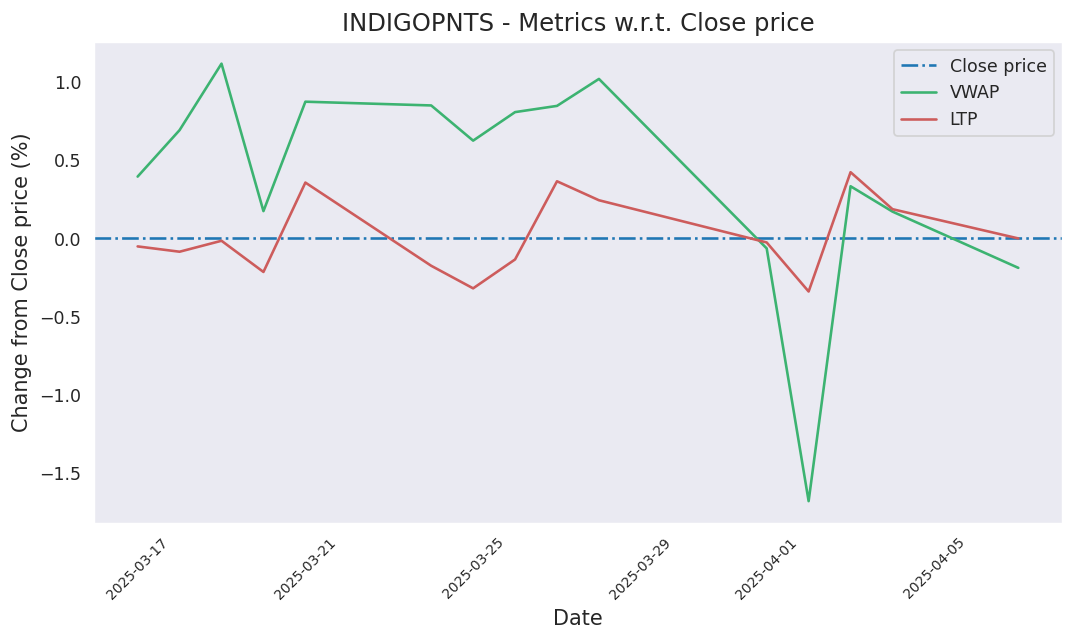 INDIGOPNTS - Metrics w.r.t. Close price
Change from Close price (%)
1.0
0.5
0.0
−0.5
−1.0
−1.5
Close price
VWAP
LTP
2025-03-17
2025-03-21
2025-03-25
2025-03-29
2025-04-01
2025-04-05
Date